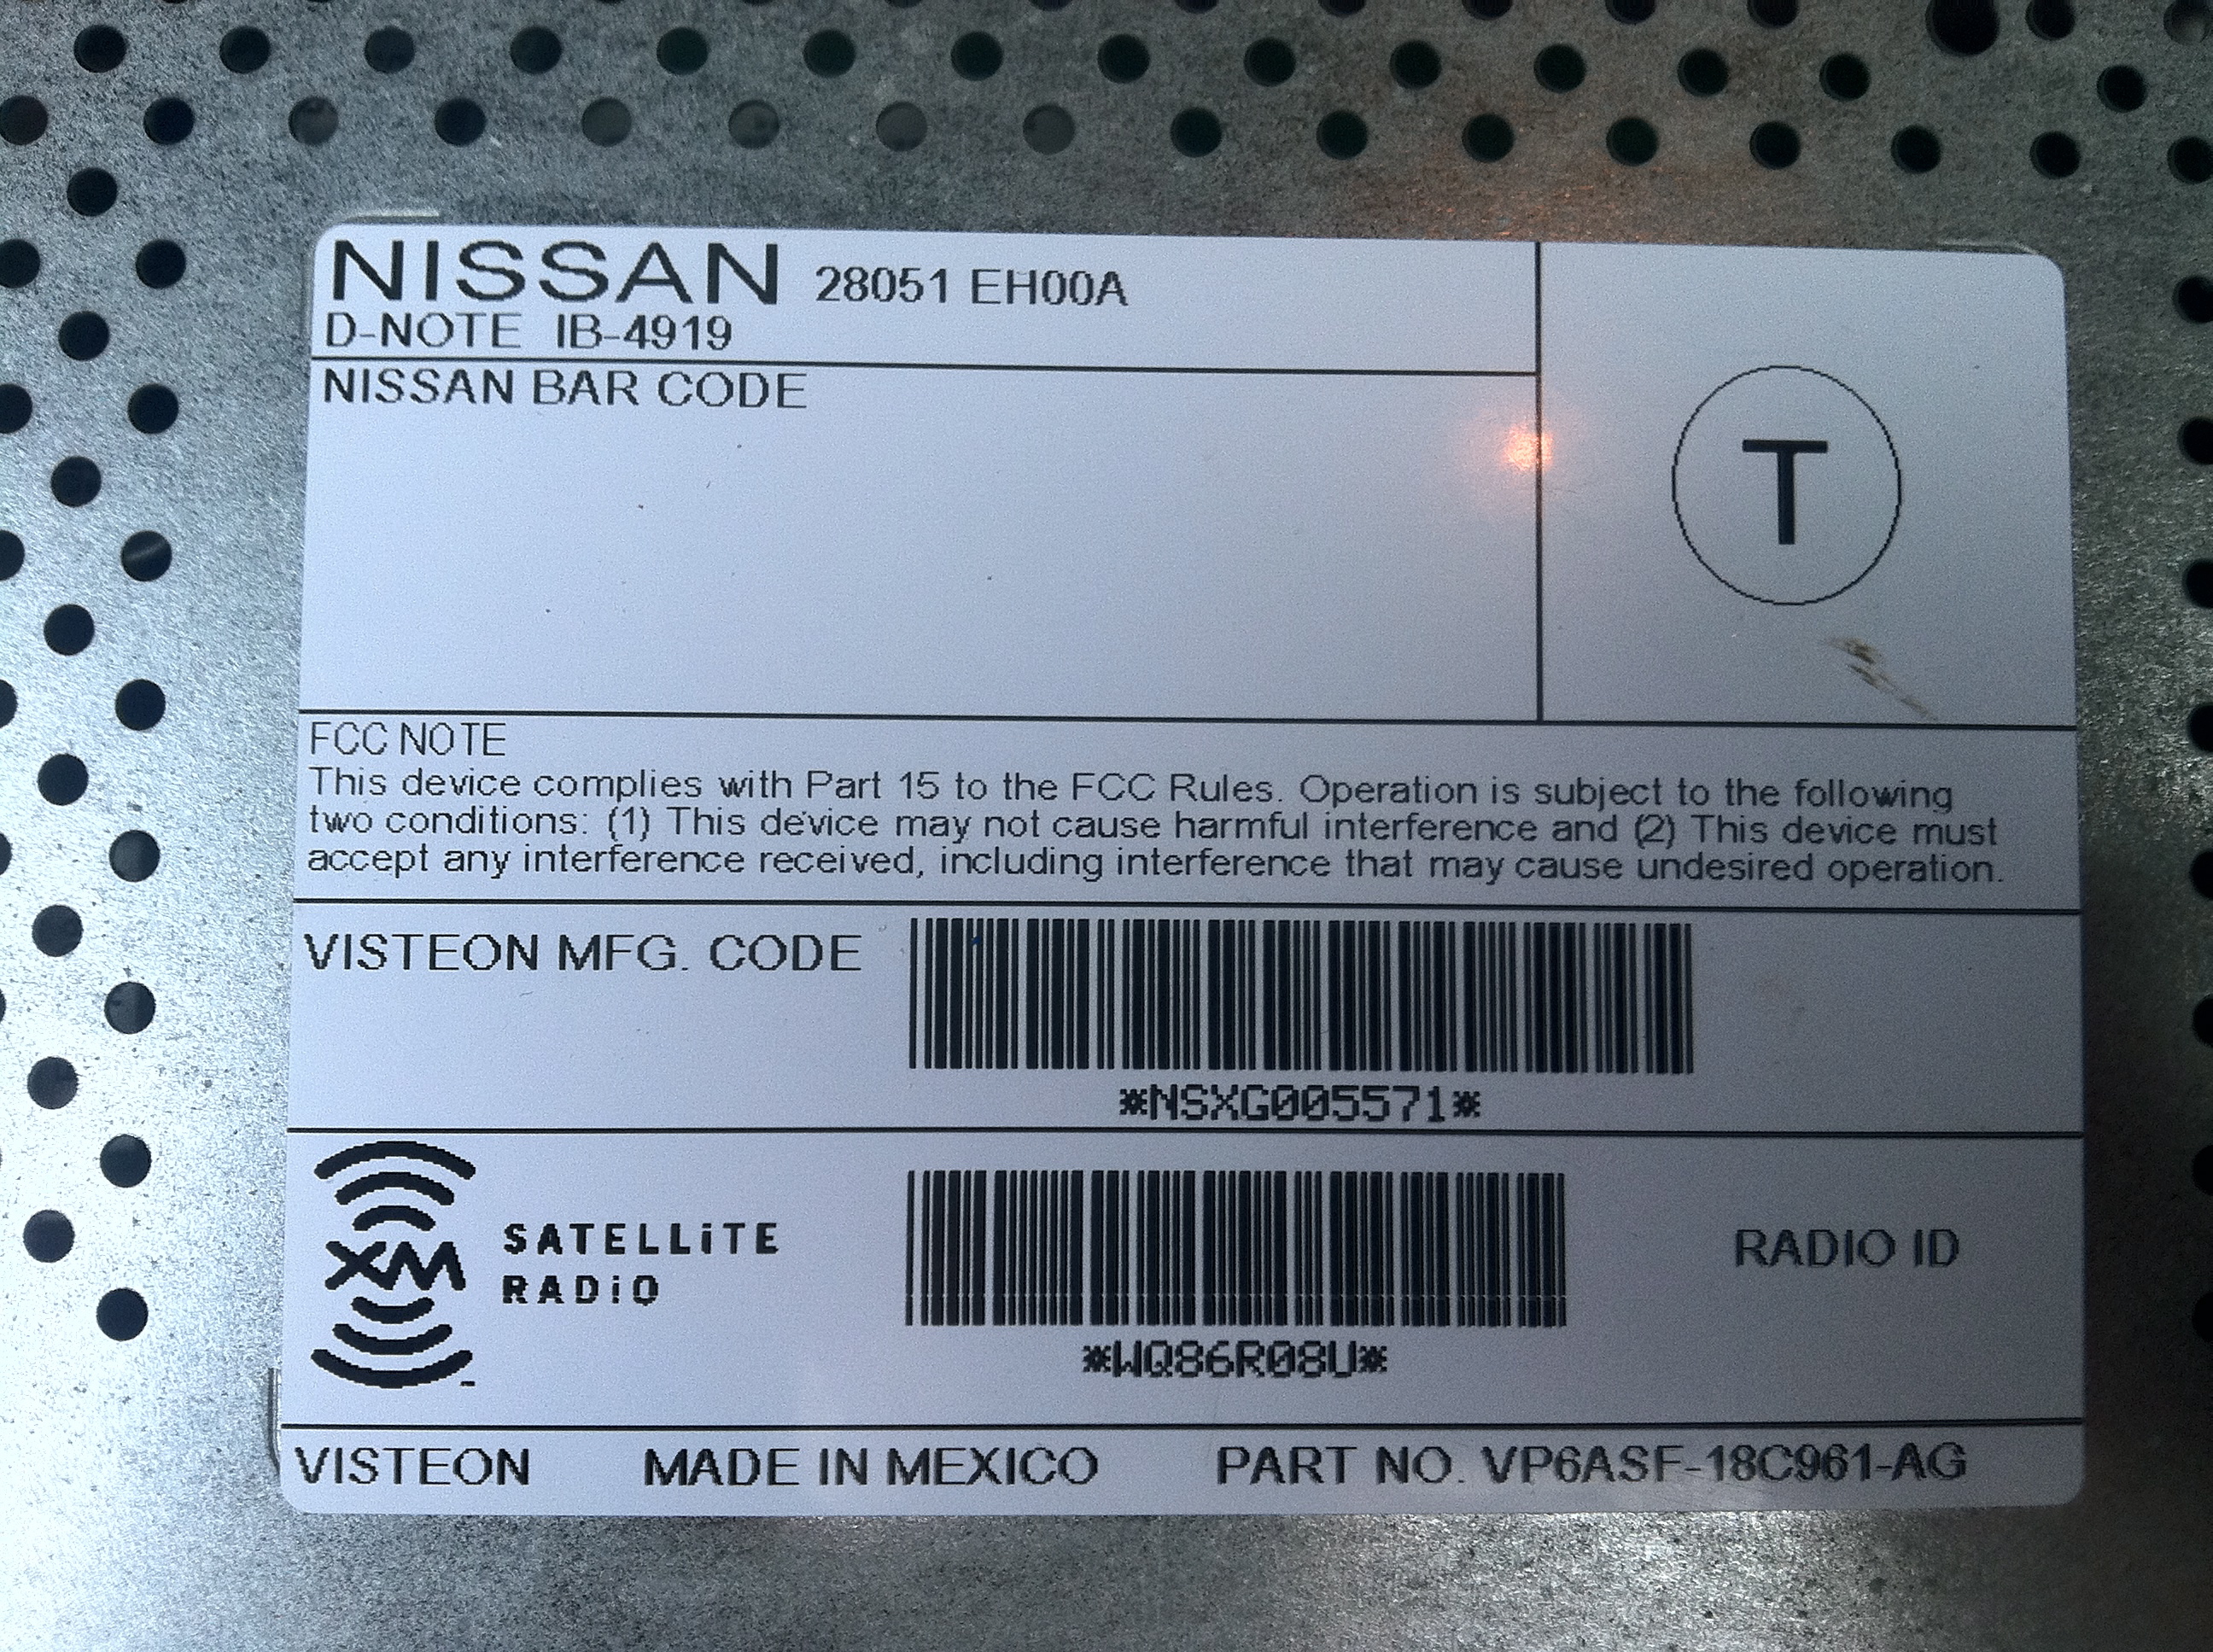 NISSAN 28051 EH00A
D-NOTE IB-4919
NISSAN BAR CODE
T
FCC NOTE
This device complies with Part 15 to the FCC Rules. Operation is subject to the following
two conditions: (1) This device may not cause harmful interference and (2) This device must
accept any interference received, including interference that may cause undesired operation.
VISTEON MFG. CODE
*NSXG005571*
XM SATELLiTE
RADiO
RADIO ID
*WQ86R08U*
VISTEON MADE IN MEXICO PART NO. VP6ASF-18C961-AG